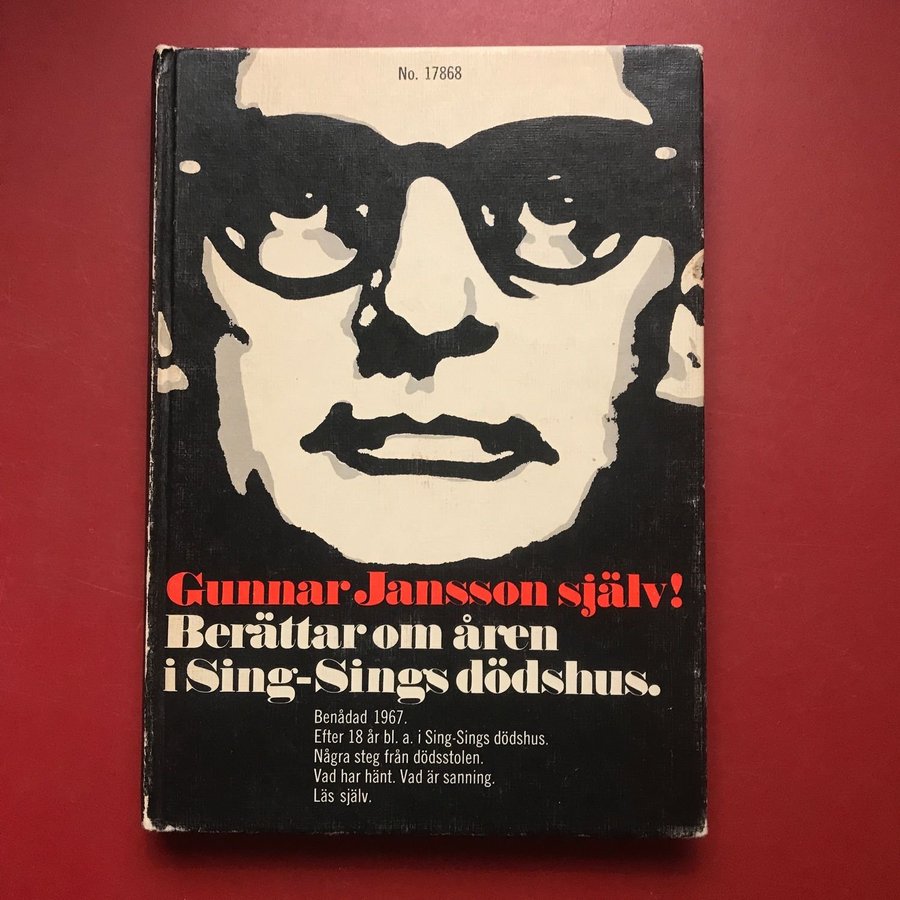 No. 17868
Gunnar Jansson själv!
Berättar om åren
i Sing-Sings dödshus.
Benådad 1967.
Efter 18 år bl. a. i Sing-Sings dödshus.
Några steg från dödsstolen.
Vad har hänt. Vad är sanning.
Läs själv.